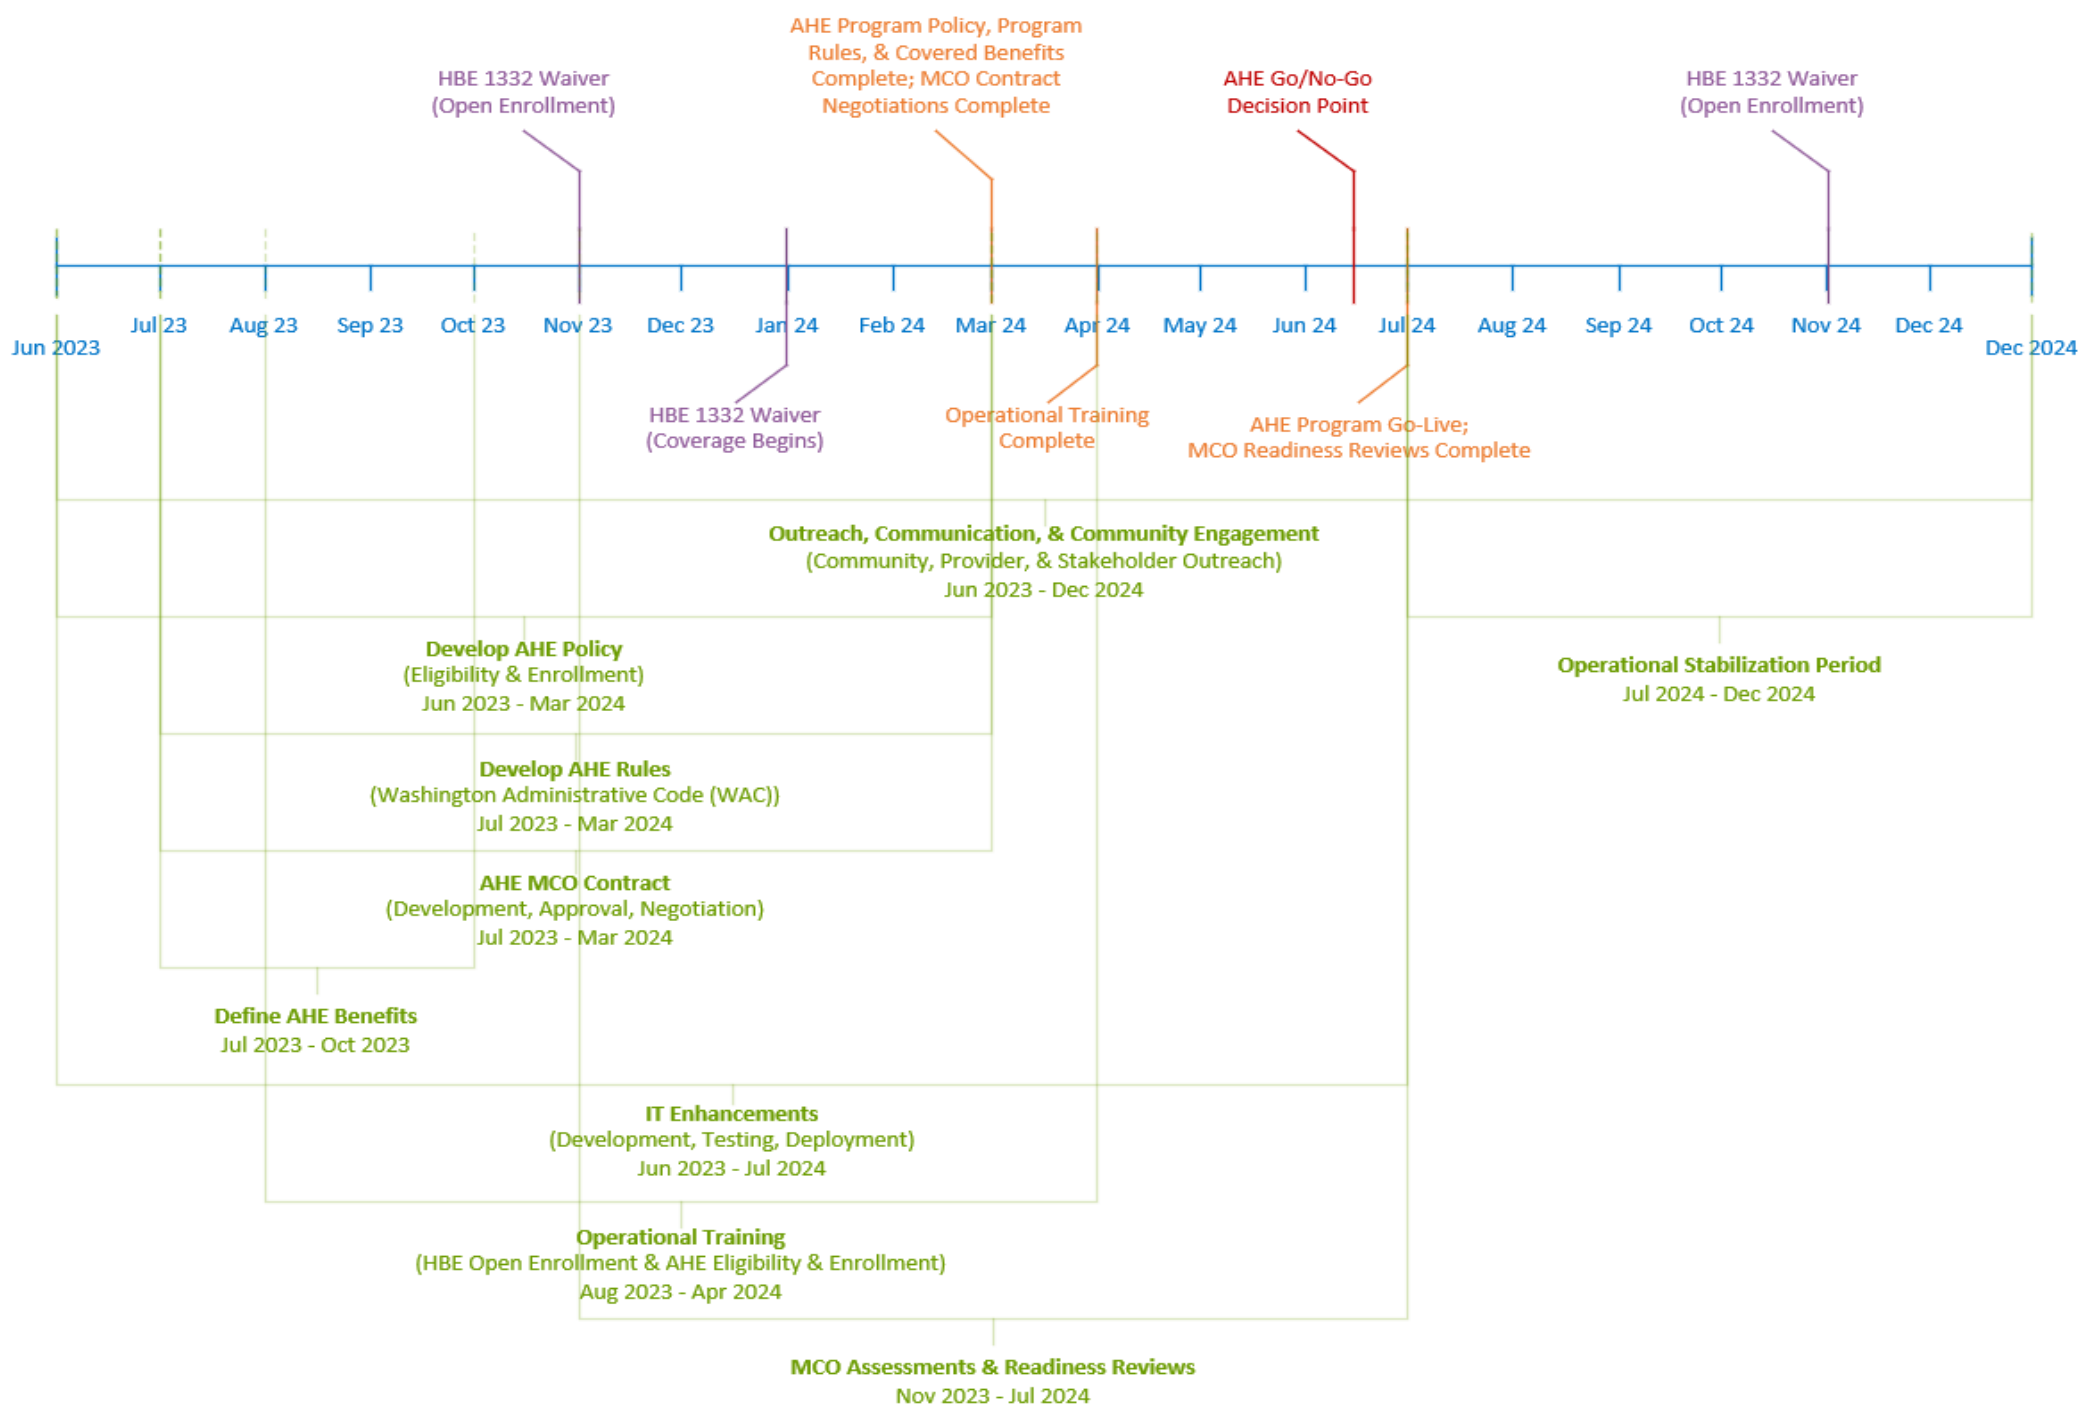 AHE Program Policy, Program
Rules, & Covered Benefits
Complete; MCO Contract
Negotiations Complete
HBE 1332 Waiver
(Open Enrollment)
AHE Go/No-Go
Decision Point
HBE 1332 Waiver
(Open Enrollment)
Jun 2023
Jul 23
Aug 23
Sep 23
Oct 23
Nov 23
Dec 23
Jan 24
Feb 24
Mar 24
Apr 24
May 24
Jun 24
Jul 24
Aug 24
Sep 24
Oct 24
Nov 24
Dec 24
Dec 2024
HBE 1332 Waiver
(Coverage Begins)
Operational Training
Complete
AHE Program Go-Live;
MCO Readiness Reviews Complete
Outreach, Communication, & Community Engagement
(Community, Provider, & Stakeholder Outreach)
Jun 2023 - Dec 2024
Develop AHE Policy
(Eligibility & Enrollment)
Jun 2023 - Mar 2024
Operational Stabilization Period
Jul 2024 - Dec 2024
Develop AHE Rules
(Washington Administrative Code (WAC))
Jul 2023 - Mar 2024
AHE MCO Contract
(Development, Approval, Negotiation)
Jul 2023 - Mar 2024
Define AHE Benefits
Jul 2023 - Oct 2023
IT Enhancements
(Development, Testing, Deployment)
Jun 2023 - Jul 2024
Operational Training
(HBE Open Enrollment & AHE Eligibility & Enrollment)
Aug 2023 - Apr 2024
MCO Assessments & Readiness Reviews
Nov 2023 - Jul 2024